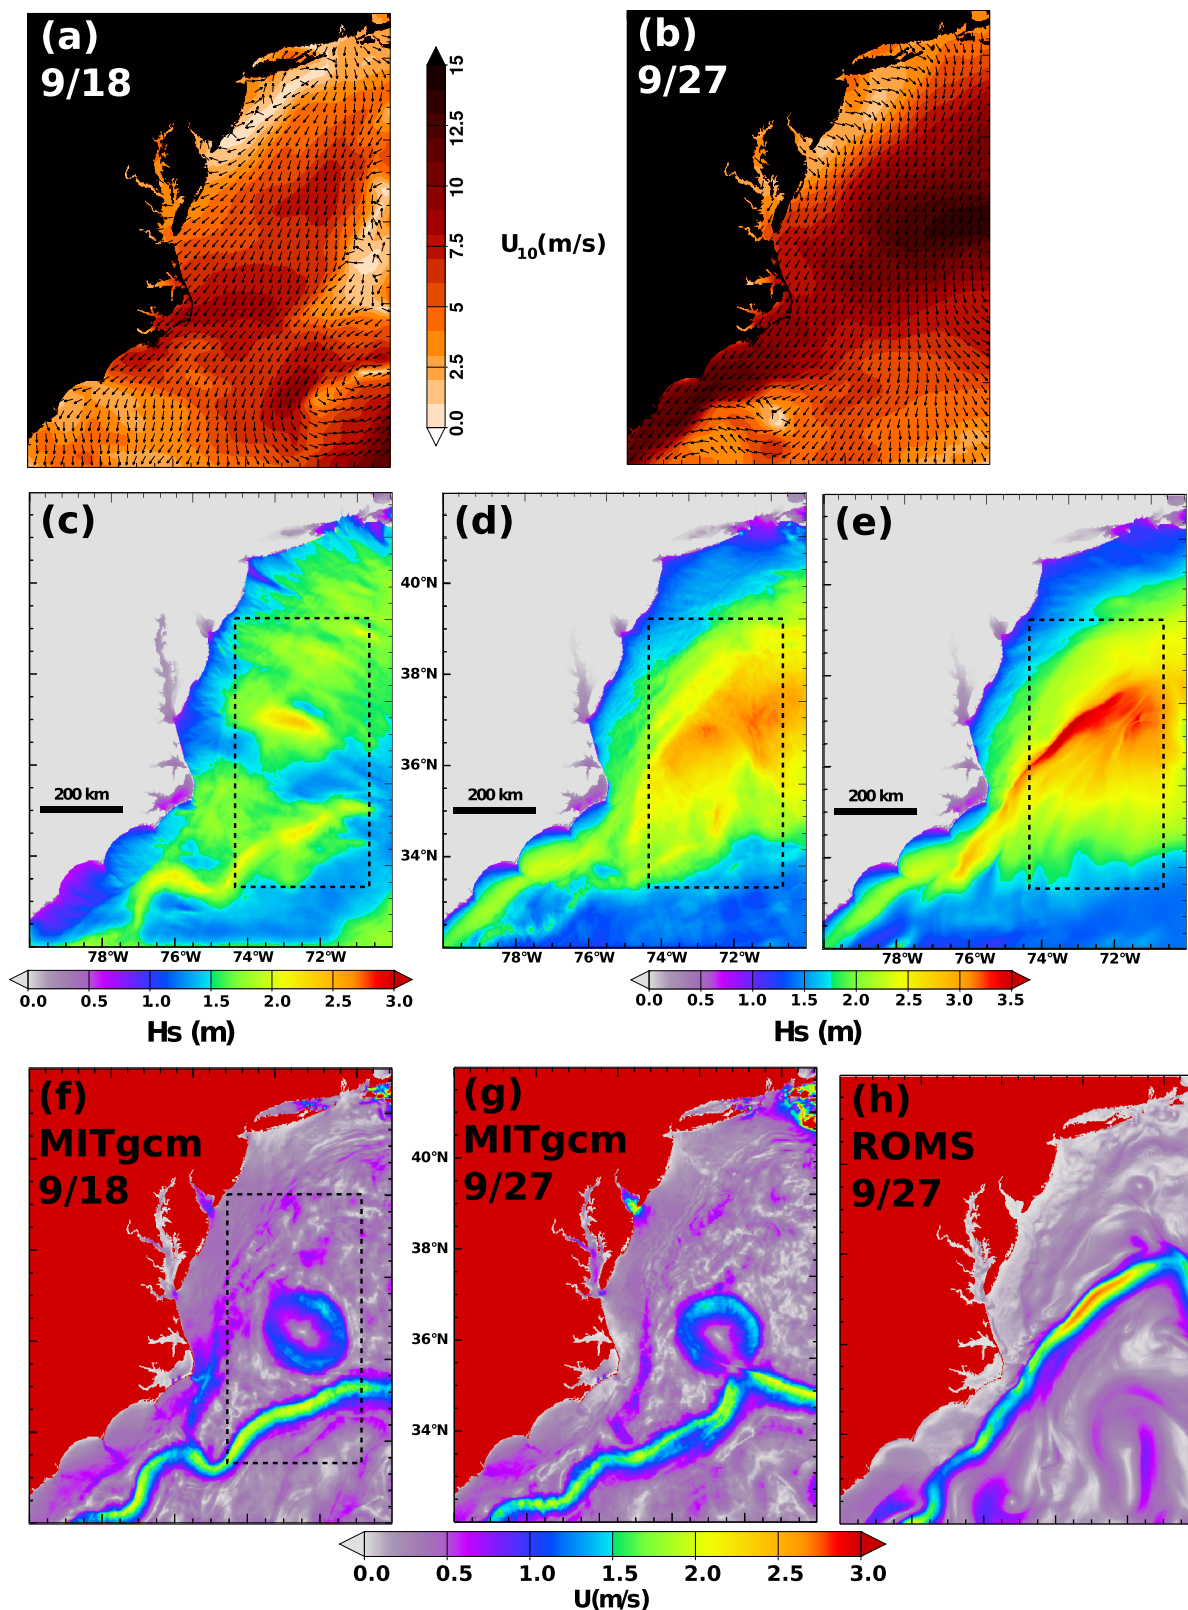 (a)
9/18
(b)
9/27
15
12.5
10
7.5
5
2.5
0.0
U10(m/s)
(c)
(d)
(e)
40°N
38°N
36°N
34°N
200 km
200 km
200 km
78°W 76°W 74°W 72°W
78°W 76°W 74°W 72°W
78°W 76°W 74°W 72°W
0.0 0.5 1.0 1.5 2.0 2.5 3.0
Hs (m)
0.0 0.5 1.0 1.5 2.0 2.5 3.0 3.5
Hs (m)
(f)
MITgcm
9/18
(g)
MITgcm
9/27
(h)
ROMS
9/27
40°N
38°N
36°N
34°N
0.0 0.5 1.0 1.5 2.0 2.5 3.0
U(m/s)